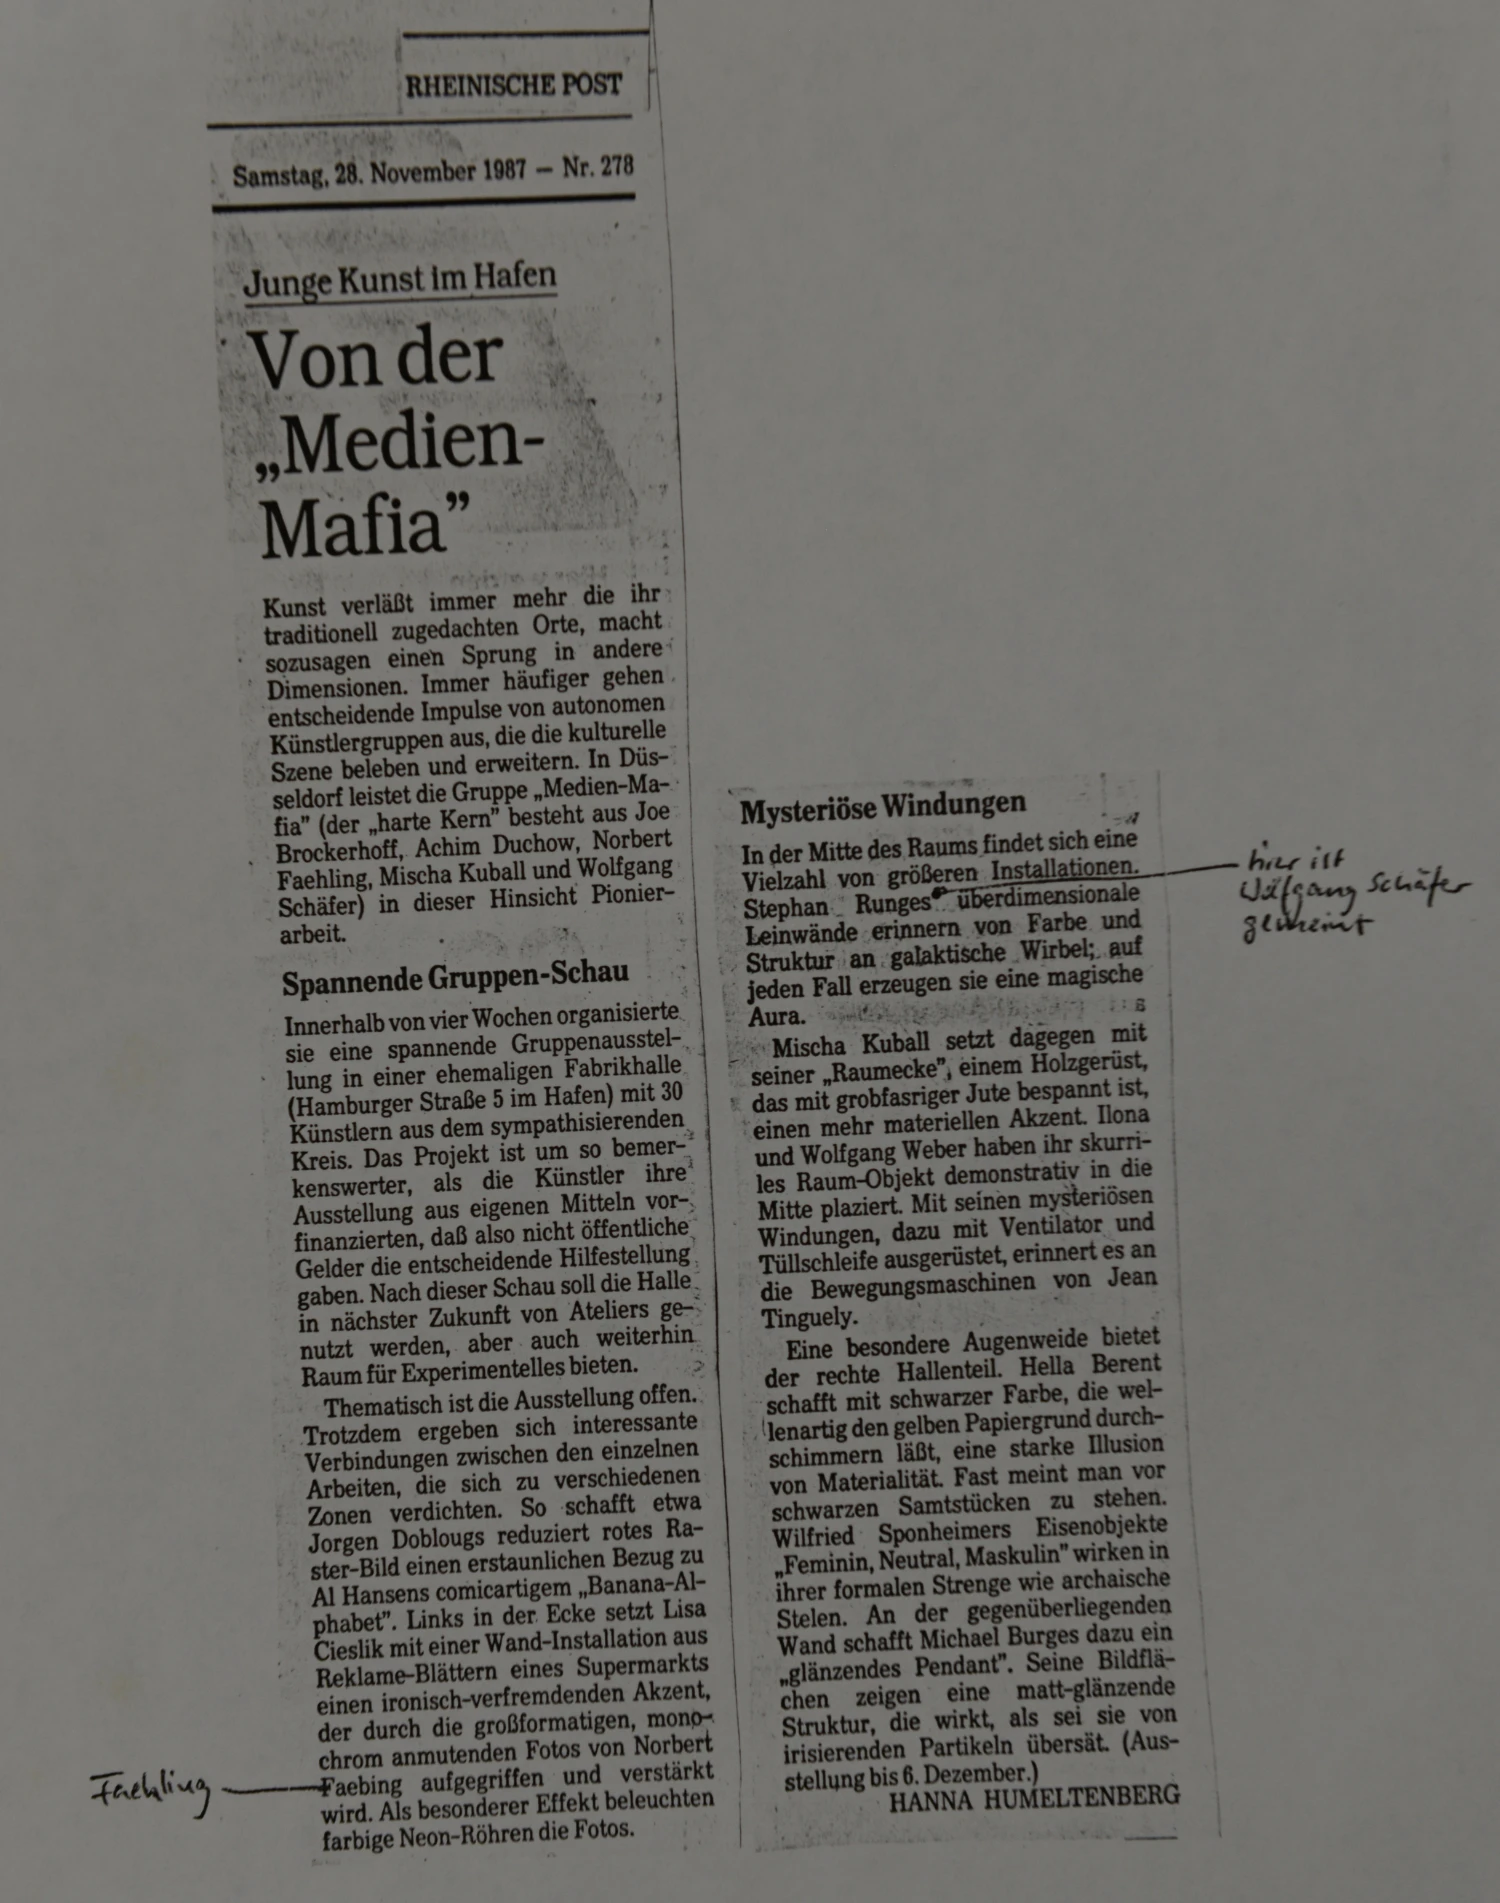 RHEINISCHE POST
Samstag, 28. November 1987 — Nr. 278
Junge Kunst im Hafen
Von der
„Medien-
Mafia”
Kunst verläßt immer mehr die ihr
traditionell zugedachten Orte, macht
sozusagen einen Sprung in andere
Dimensionen. Immer häufiger gehen
entscheidende Impulse von autonomen
Künstlergruppen aus, die die kulturelle
Szene beleben und erweitern. In Düs-
seldorf leistet die Gruppe „Medien-Ma-
fia” (der „harte Kern” besteht aus Joe
Brockerhoff, Achim Duchow, Norbert
Faehling, Mischa Kuball und Wolfgang
Schäfer) in dieser Hinsicht Pionier-
arbeit.
Spannende Gruppen-Schau
Innerhalb von vier Wochen organisierte
sie eine spannende Gruppenausstel-
lung in einer ehemaligen Fabrikhalle
(Hamburger Straße 5 im Hafen) mit 30
Künstlern aus dem sympathisierenden
Kreis. Das Projekt ist um so bemer-
kenswerter, als die Künstler ihre
Ausstellung aus eigenen Mitteln vor-
finanzierten, daß also nicht öffentliche
Gelder die entscheidende Hilfestellung
gaben. Nach dieser Schau soll die Halle
in nächster Zukunft von Ateliers ge-
nutzt werden, aber auch weiterhin
Raum für Experimentelles bieten.
Thematisch ist die Ausstellung offen.
Trotzdem ergeben sich interessante
Verbindungen zwischen den einzelnen
Arbeiten, die sich zu verschiedenen
Zonen verdichten. So schafft etwa
Jorgen Doblougs reduziert rotes Ra-
ster-Bild einen erstaunlichen Bezug zu
Al Hansens comicartigem „Banana-Al-
phabet”. Links in der Ecke setzt Lisa
Cieslik mit einer Wand-Installation aus
Reklame-Blättern eines Supermarkts
einen ironisch-verfremdenden Akzent,
der durch die großformatigen, mono-
chrom anmutenden Fotos von Norbert
Faebing aufgegriffen und verstärkt
wird. Als besonderer Effekt beleuchten
farbige Neon-Röhren die Fotos.
Faehling
Mysteriöse Windungen
In der Mitte des Raums findet sich eine
Vielzahl von größeren Installationen.
Stephan Runges überdimensionale
Leinwände erinnern von Farbe und
Struktur an galaktische Wirbel; auf
jeden Fall erzeugen sie eine magische
Aura.
Mischa Kuball setzt dagegen mit
seiner „Raumecke”, einem Holzgerüst,
das mit grobfasriger Jute bespannt ist,
einen mehr materiellen Akzent. Ilona
und Wolfgang Weber haben ihr skurri-
les Raum-Objekt demonstrativ in die
Mitte plaziert. Mit seinen mysteriösen
Windungen, dazu mit Ventilator und
Tüllschleife ausgerüstet, erinnert es an
die Bewegungsmaschinen von Jean
Tinguely.
Eine besondere Augenweide bietet
der rechte Hallenteil. Hella Berent
schafft mit schwarzer Farbe, die wel-
lenartig den gelben Papiergrund durch-
schimmern läßt, eine starke Illusion
von Materialität. Fast meint man vor
schwarzen Samtstücken zu stehen.
Wilfried Sponheimers Eisenobjekte
„Feminin, Neutral, Maskulin” wirken in
ihrer formalen Strenge wie archaische
Stelen. An der gegenüberliegenden
Wand schafft Michael Burges dazu ein
„glänzendes Pendant”. Seine Bildflä-
chen zeigen eine matt-glänzende
Struktur, die wirkt, als sei sie von
irisierenden Partikeln übersät. (Aus-
stellung bis 6. Dezember.)
HANNA HUMELTENBERG
hier ist
Wolfgang Schäfer
gemeint